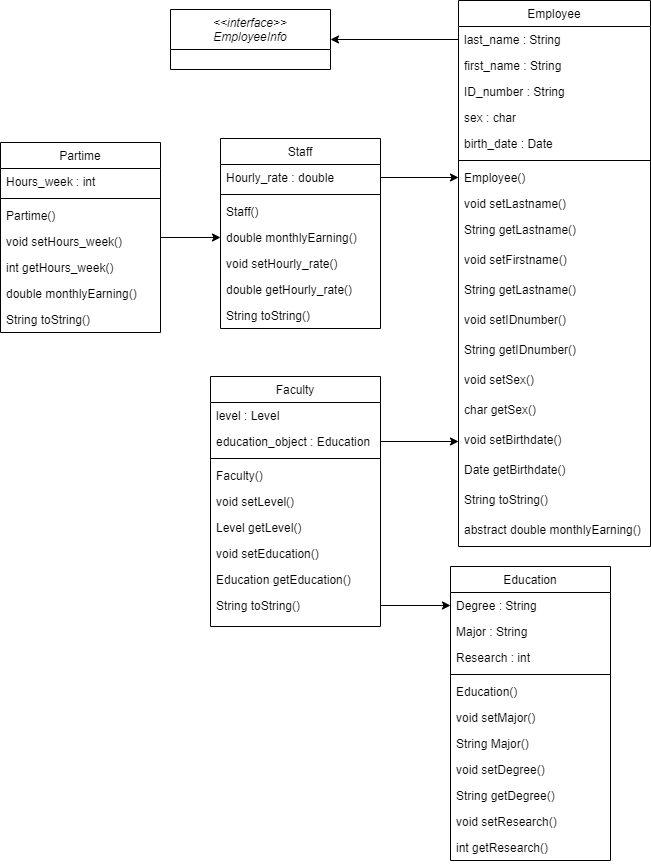 <<interface>>
EmployeeInfo
Employee
last_name : String
first_name : String
ID_number : String
sex : char
birth_date : Date
Employee()
void setLastname()
String getLastname()
void setFirstname()
String getLastname()
void setIDnumber()
String getIDnumber()
void setSex()
char getSex()
void setBirthdate()
Date getBirthdate()
String toString()
abstract double monthlyEarning()
Partime
Hours_week : int
Partime()
void setHours_week()
int getHours_week()
double monthlyEarning()
String toString()
Staff
Hourly_rate : double
Staff()
double monthlyEarning()
void setHourly_rate()
double getHourly_rate()
String toString()
Faculty
level : Level
education_object : Education
Faculty()
void setLevel()
Level getLevel()
void setEducation()
Education getEducation()
String toString()
Education
Degree : String
Major : String
Research : int
Education()
void setMajor()
String Major()
void setDegree()
String getDegree()
void setResearch()
int getResearch()